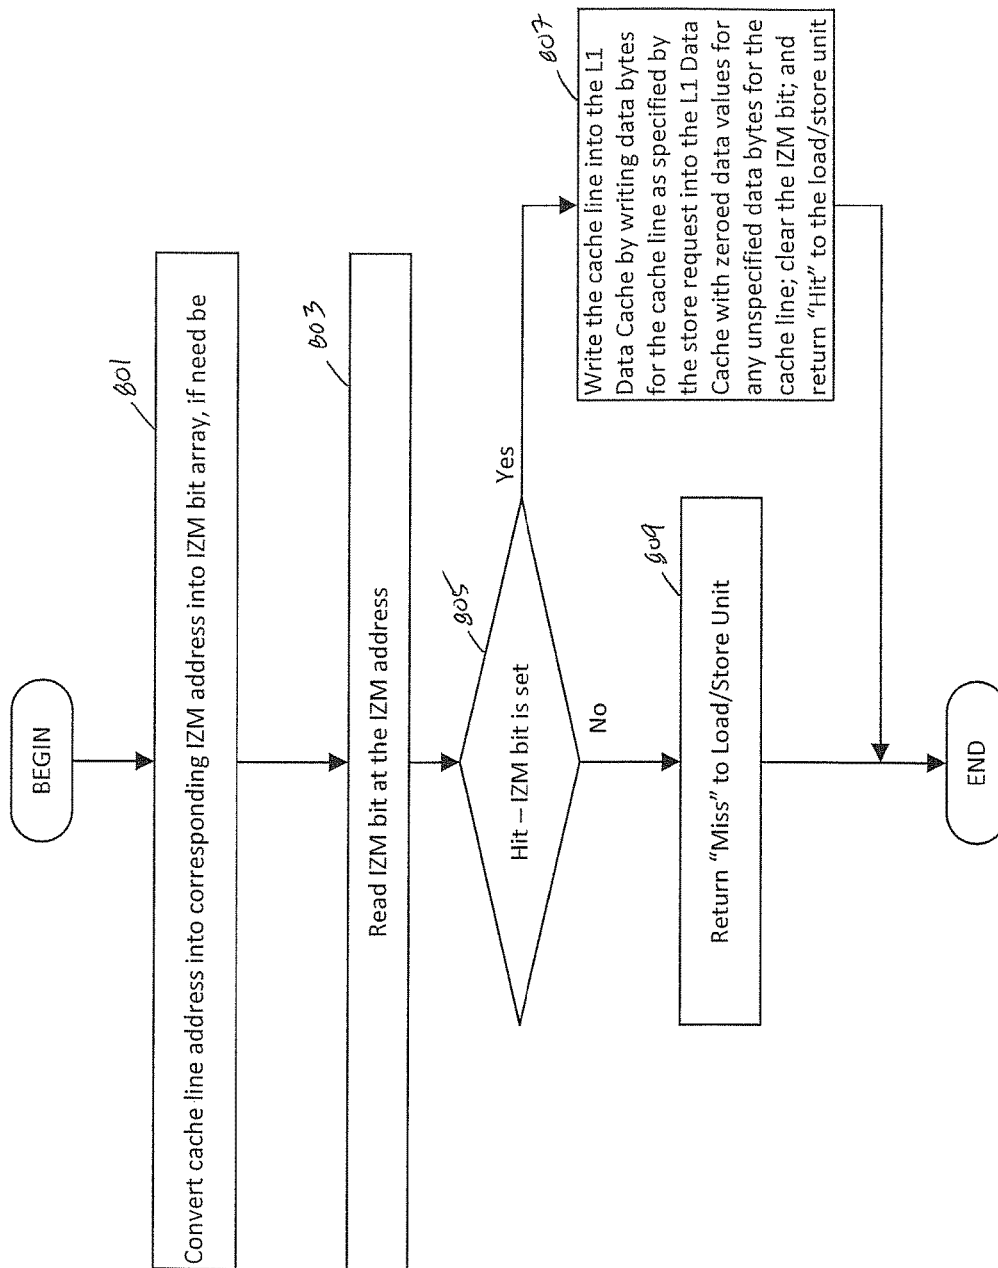 BEGIN
801
Convert cache line address into corresponding IZM address into IZM bit array, if need be
803
Read IZM bit at the IZM address
805
Hit – IZM bit is set
Yes
No
807
Write the cache line into the L1
Data Cache by writing data bytes
for the cache line as specified by
the store request into the L1 Data
Cache with zeroed data values for
any unspecified data bytes for the
cache line; clear the IZM bit; and
return "Hit" to the load/store unit
809
Return "Miss" to Load/Store Unit
END